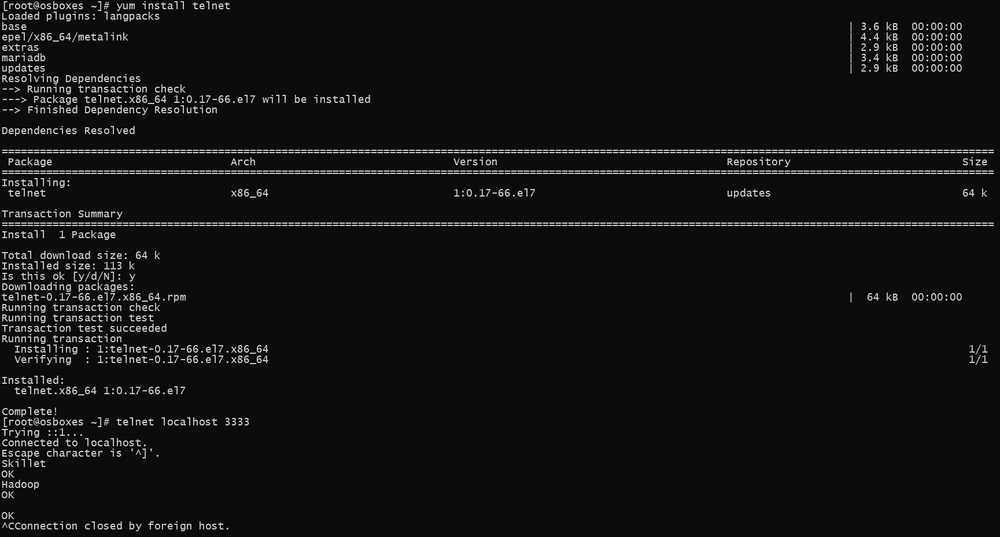 [root@osboxes ~]# yum install telnet
Loaded plugins: langpacks
base | 3.6 kB 00:00:00
epel/x86_64/metalink | 4.4 kB 00:00:00
extras | 2.9 kB 00:00:00
mariadb | 3.4 kB 00:00:00
updates | 2.9 kB 00:00:00
Resolving Dependencies
--> Running transaction check
---> Package telnet.x86_64 1:0.17-66.el7 will be installed
--> Finished Dependency Resolution
Dependencies Resolved
================================================================================
Package Arch Version Repository Size
================================================================================
Installing:
telnet x86_64 1:0.17-66.el7 updates 64 k
Transaction Summary
================================================================================
Install 1 Package
Total download size: 64 k
Installed size: 113 k
Is this ok [y/d/N]: y
Downloading packages:
telnet-0.17-66.el7.x86_64.rpm | 64 kB 00:00:00
Running transaction check
Running transaction test
Transaction test succeeded
Running transaction
Installing : 1:telnet-0.17-66.el7.x86_64 1/1
Verifying : 1:telnet-0.17-66.el7.x86_64 1/1
Installed:
telnet.x86_64 1:0.17-66.el7
Complete!
[root@osboxes ~]# telnet localhost 3333
Trying ::1...
Connected to localhost.
Escape character is '^]'.
Skillet
OK
Hadoop
OK
OK
^CConnection closed by foreign host.